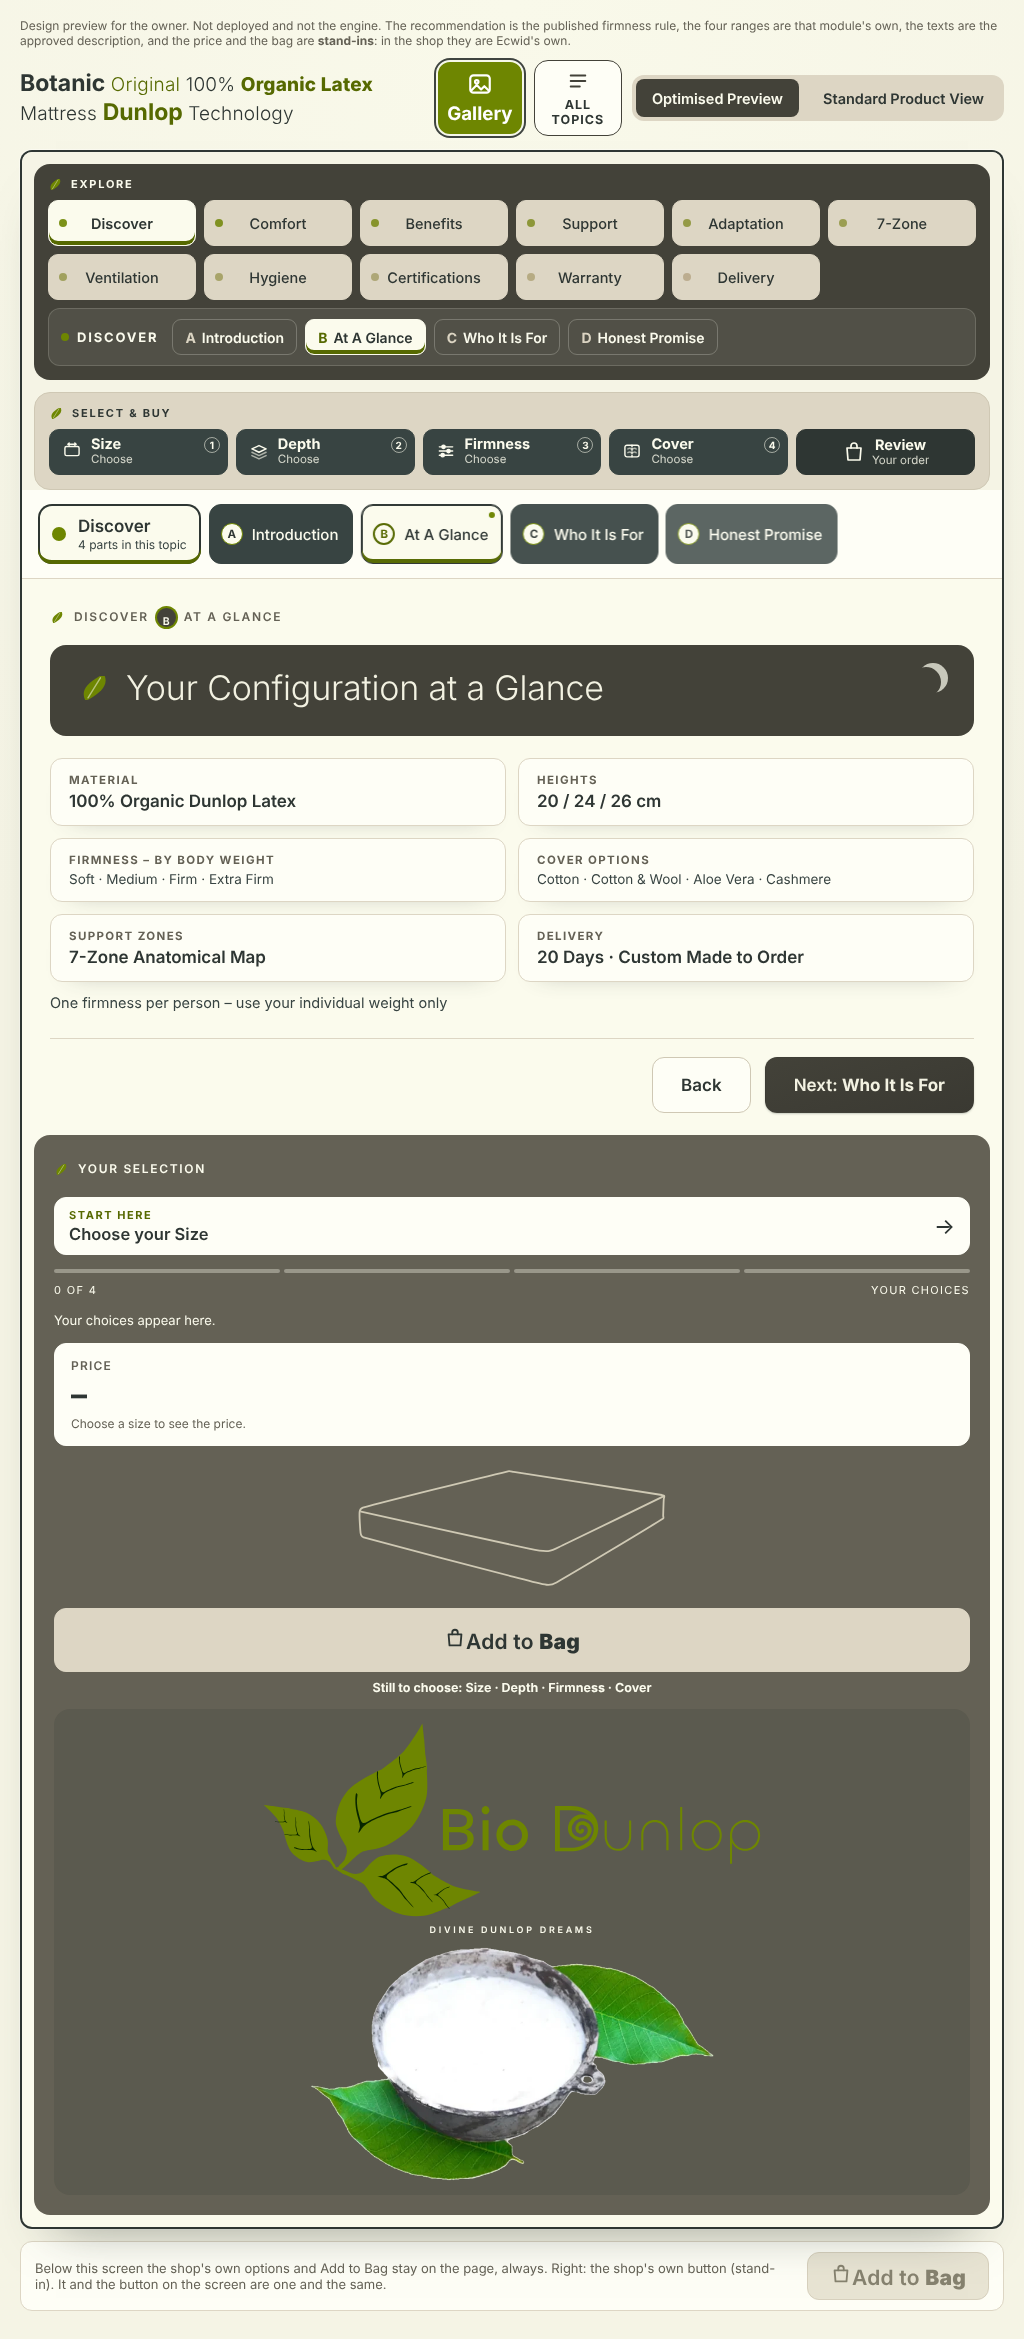 Design preview for the owner. Not deployed and not the engine. The recommendation is the published firmness rule, the four ranges are that module's own, the texts are the
approved description, and the price and the bag are stand-ins: in the shop they are Ecwid's own.
Botanic Original 100% Organic Latex
Mattress Dunlop Technology
Gallery
ALL
TOPICS
Optimised Preview
Standard Product View
EXPLORE
Discover
Comfort
Benefits
Support
Adaptation
7-Zone
Ventilation
Hygiene
Certifications
Warranty
Delivery
DISCOVER
A Introduction
B At A Glance
C Who It Is For
D Honest Promise
SELECT & BUY
Size
Choose
1
Depth
Choose
2
Firmness
Choose
3
Cover
Choose
4
Review
Your order
Discover
4 parts in this topic
A Introduction
B At A Glance
C Who It Is For
D Honest Promise
DISCOVER B AT A GLANCE
Your Configuration at a Glance
MATERIAL
100% Organic Dunlop Latex
HEIGHTS
20 / 24 / 26 cm
FIRMNESS – BY BODY WEIGHT
Soft · Medium · Firm · Extra Firm
COVER OPTIONS
Cotton · Cotton & Wool · Aloe Vera · Cashmere
SUPPORT ZONES
7-Zone Anatomical Map
DELIVERY
20 Days · Custom Made to Order
One firmness per person – use your individual weight only
Back
Next: Who It Is For
YOUR SELECTION
START HERE
Choose your Size
0 OF 4
YOUR CHOICES
Your choices appear here.
PRICE
–
Choose a size to see the price.
Add to Bag
Still to choose: Size · Depth · Firmness · Cover
Bio Dunlop
DIVINE DUNLOP DREAMS
Below this screen the shop's own options and Add to Bag stay on the page, always. Right: the shop's own button (stand-
in). It and the button on the screen are one and the same.
Add to Bag